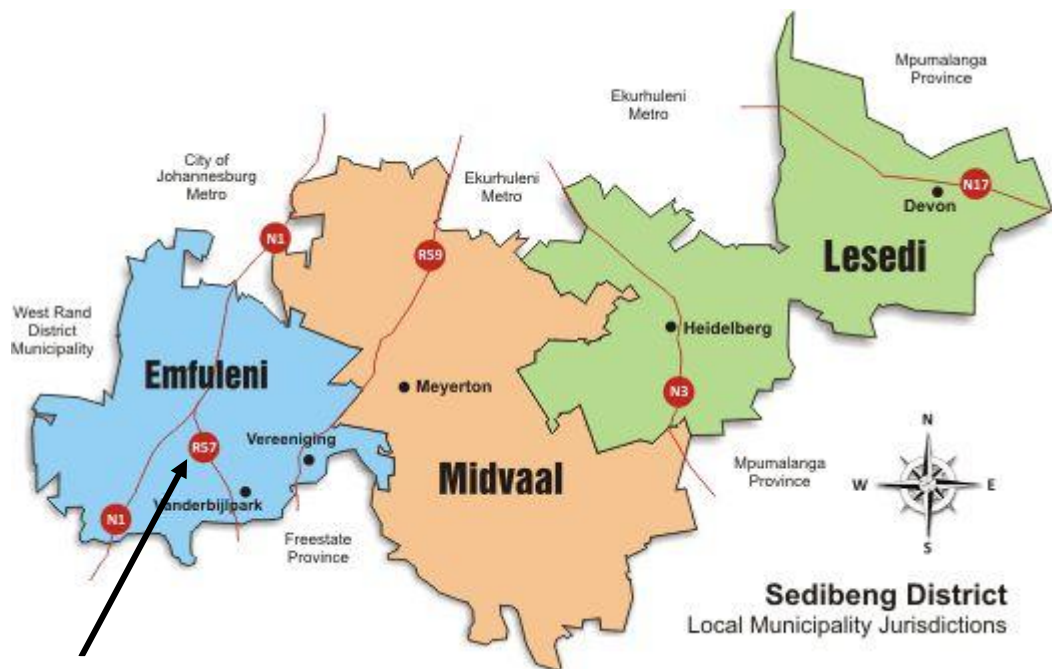 Mpumalanga
Province
Ekurhuleni
Metro
City of
Johannesburg
Metro
Ekurhuleni
Metro
N17
Devon
N1
R59
Lesedi
West Rand
District
Municipality
Heidelberg
Emfuleni
Meyerton
N3
Vereeniging
R57
Midvaal
Mpumalanga
Province
N
W
E
S
Vanderbijlpark
N1
Freestate
Province
Sedibeng District
Local Municipality Jurisdictions